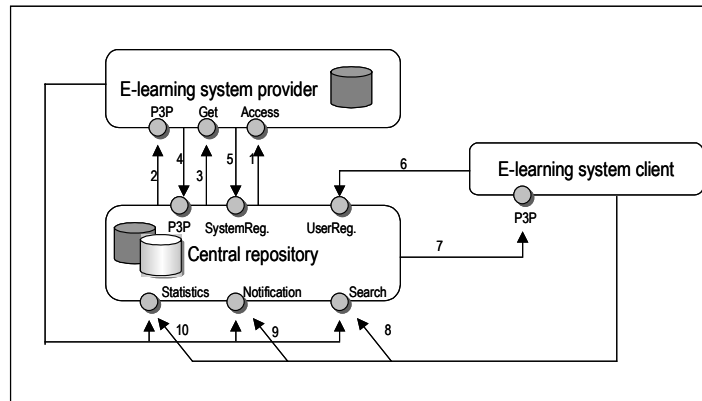 E-learning system provider
P3P Get Access
2 4 3 5 1 6
E-learning system client
P3P
P3P SystemReg. UserReg.
Central repository
7
Statistics Notification Search
10 9 8